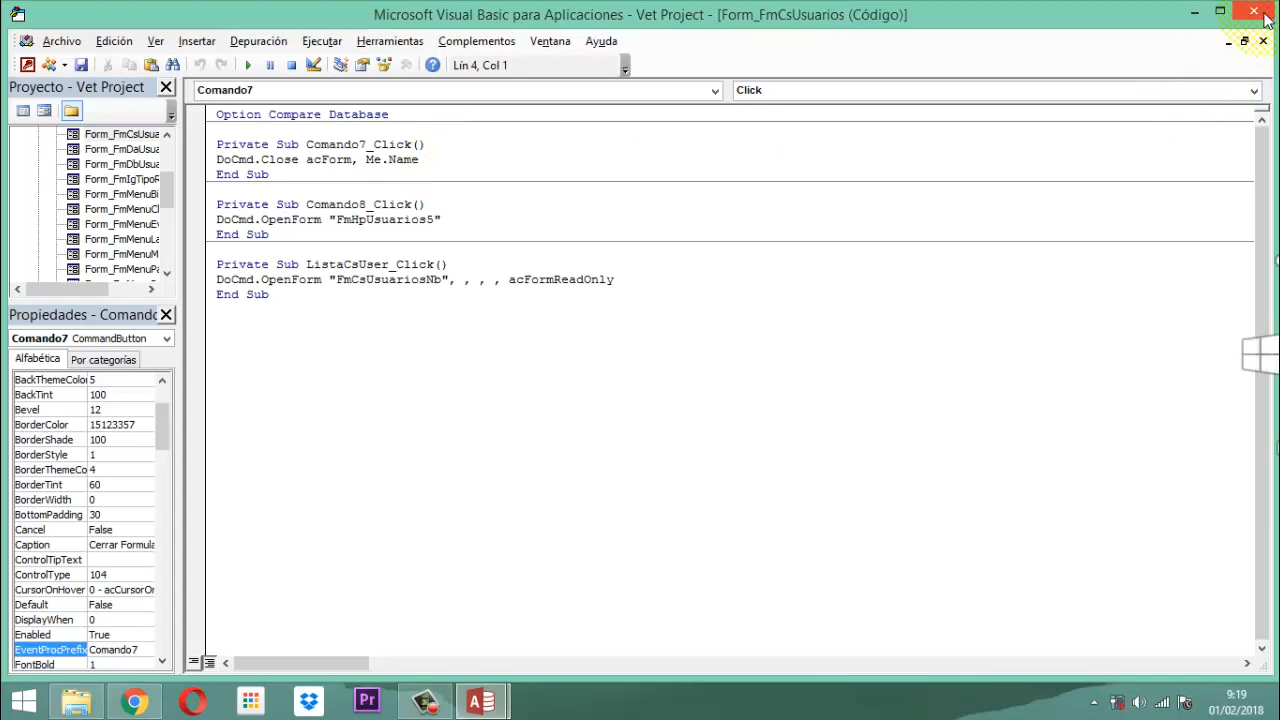 Microsoft Visual Basic para Aplicaciones - Vet Project - [Form_FmCsUsuarios (Código)]
Archivo Edición Ver Insertar Depuración Ejecutar Herramientas Complementos Ventana Ayuda
Lín 4, Col 1
Proyecto - Vet Project
Form_FmCsUsua
Form_FmDaUsua
Form_FmDbUsua
Form_FmIgTipoR
Form_FmMenuBi
Form_FmMenuCl
Form_FmMenuEv
Form_FmMenuLa
Form_FmMenuM
Form_FmMenuPa
Propiedades - Comando
Comando7 CommandButton
Alfabética Por categorías
BackThemeColor 5
BackTint 100
Bevel 12
BorderColor 15123357
BorderShade 100
BorderStyle 1
BorderThemeCo 4
BorderTint 60
BorderWidth 0
BottomPadding 30
Cancel False
Caption Cerrar Formula
ControlTipText
ControlType 104
CursorOnHover 0 - acCursorOn
Default False
DisplayWhen 0
Enabled True
EventProcPrefix Comando7
FontBold 1
Comando7 Click
Option Compare Database
Private Sub Comando7_Click()
DoCmd.Close acForm, Me.Name
End Sub
Private Sub Comando8_Click()
DoCmd.OpenForm "FmHpUsuarios5"
End Sub
Private Sub ListaCsUser_Click()
DoCmd.OpenForm "FmCsUsuariosNb", , , , acFormReadOnly
End Sub
Pr
9:19
01/02/2018